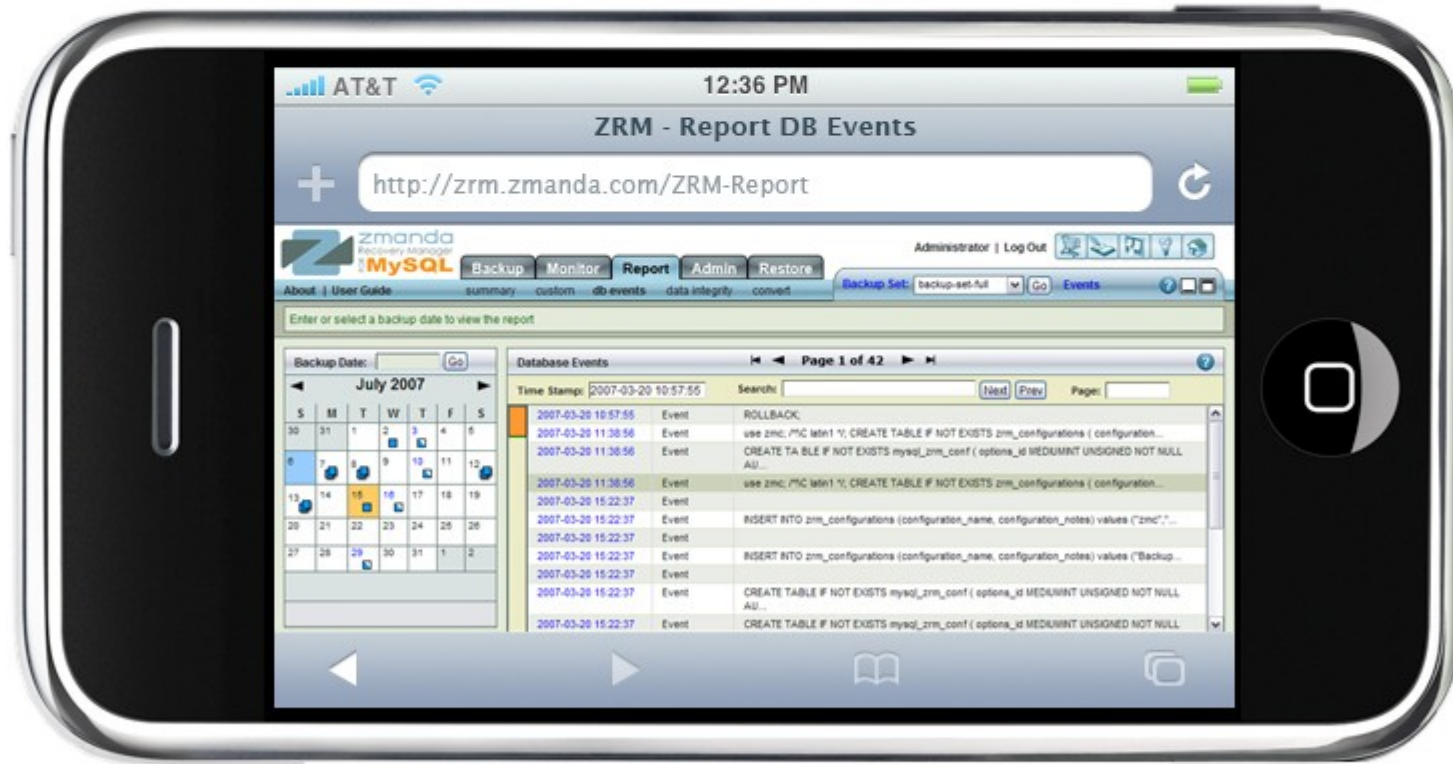 AT&T 12:36 PM
ZRM - Report DB Events
http://zrm.zmanda.com/ZRM-Report
zmanda
Recovery Manager
MySQL
Administrator | Log Out
Backup Monitor Report Admin Restore
About | User Guide summary custom db events data integrity convert
Backup Set: backup-set-full Go Events ?
Enter or select a backup date to view the report
Backup Date: Go
July 2007
S M T W T F S
30 31 1 2 3 4 5
6 7 8 9 10 11 12
13 14 15 16 17 18 19
20 21 22 23 24 25 26
27 28 29 30 31 1 2
Database Events Page 1 of 42 ?
Time Stamp: 2007-03-20 10:57:55 Search: Next Prev Page:
2007-03-20 10:57:55 Event ROLLBACK;
2007-03-20 11:38:56 Event use zmc; /*!\C latin1 */; CREATE TABLE IF NOT EXISTS zrm_configurations ( configuration...
2007-03-20 11:38:56 Event CREATE TA BLE IF NOT EXISTS mysql_zrm_conf ( options_id MEDIUMINT UNSIGNED NOT NULL
AU...
2007-03-20 11:38:56 Event use zmc; /*!\C latin1 */; CREATE TABLE IF NOT EXISTS zrm_configurations ( configuration...
2007-03-20 15:22:37 Event
2007-03-20 15:22:37 Event INSERT INTO zrm_configurations (configuration_name, configuration_notes) values ("zmc","...
2007-03-20 15:22:37 Event
2007-03-20 15:22:37 Event INSERT INTO zrm_configurations (configuration_name, configuration_notes) values ("Backup...
2007-03-20 15:22:37 Event
2007-03-20 15:22:37 Event CREATE TABLE IF NOT EXISTS mysql_zrm_conf ( options_id MEDIUMINT UNSIGNED NOT NULL
AU...
2007-03-20 15:22:37 Event CREATE TABLE IF NOT EXISTS mysql_zrm_conf ( options_id MEDIUMINT UNSIGNED NOT NULL